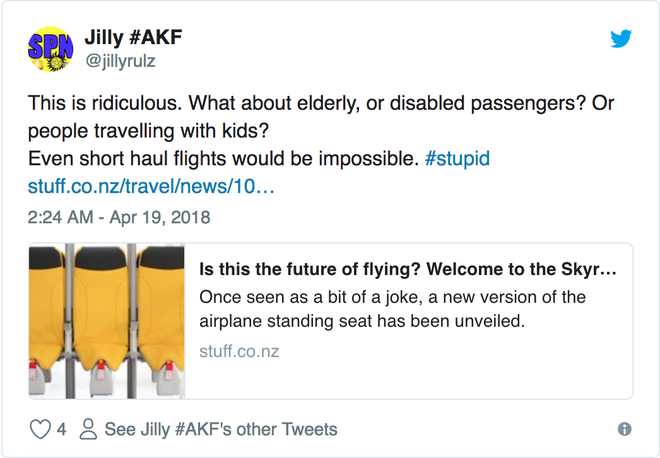 SPN
Jilly #AKF
@jillyrulz
This is ridiculous. What about elderly, or disabled passengers? Or
people travelling with kids?
Even short haul flights would be impossible. #stupid
stuff.co.nz/travel/news/10…
2:24 AM - Apr 19, 2018
Is this the future of flying? Welcome to the Skyr…
Once seen as a bit of a joke, a new version of the
airplane standing seat has been unveiled.
stuff.co.nz
4 See Jilly #AKF's other Tweets